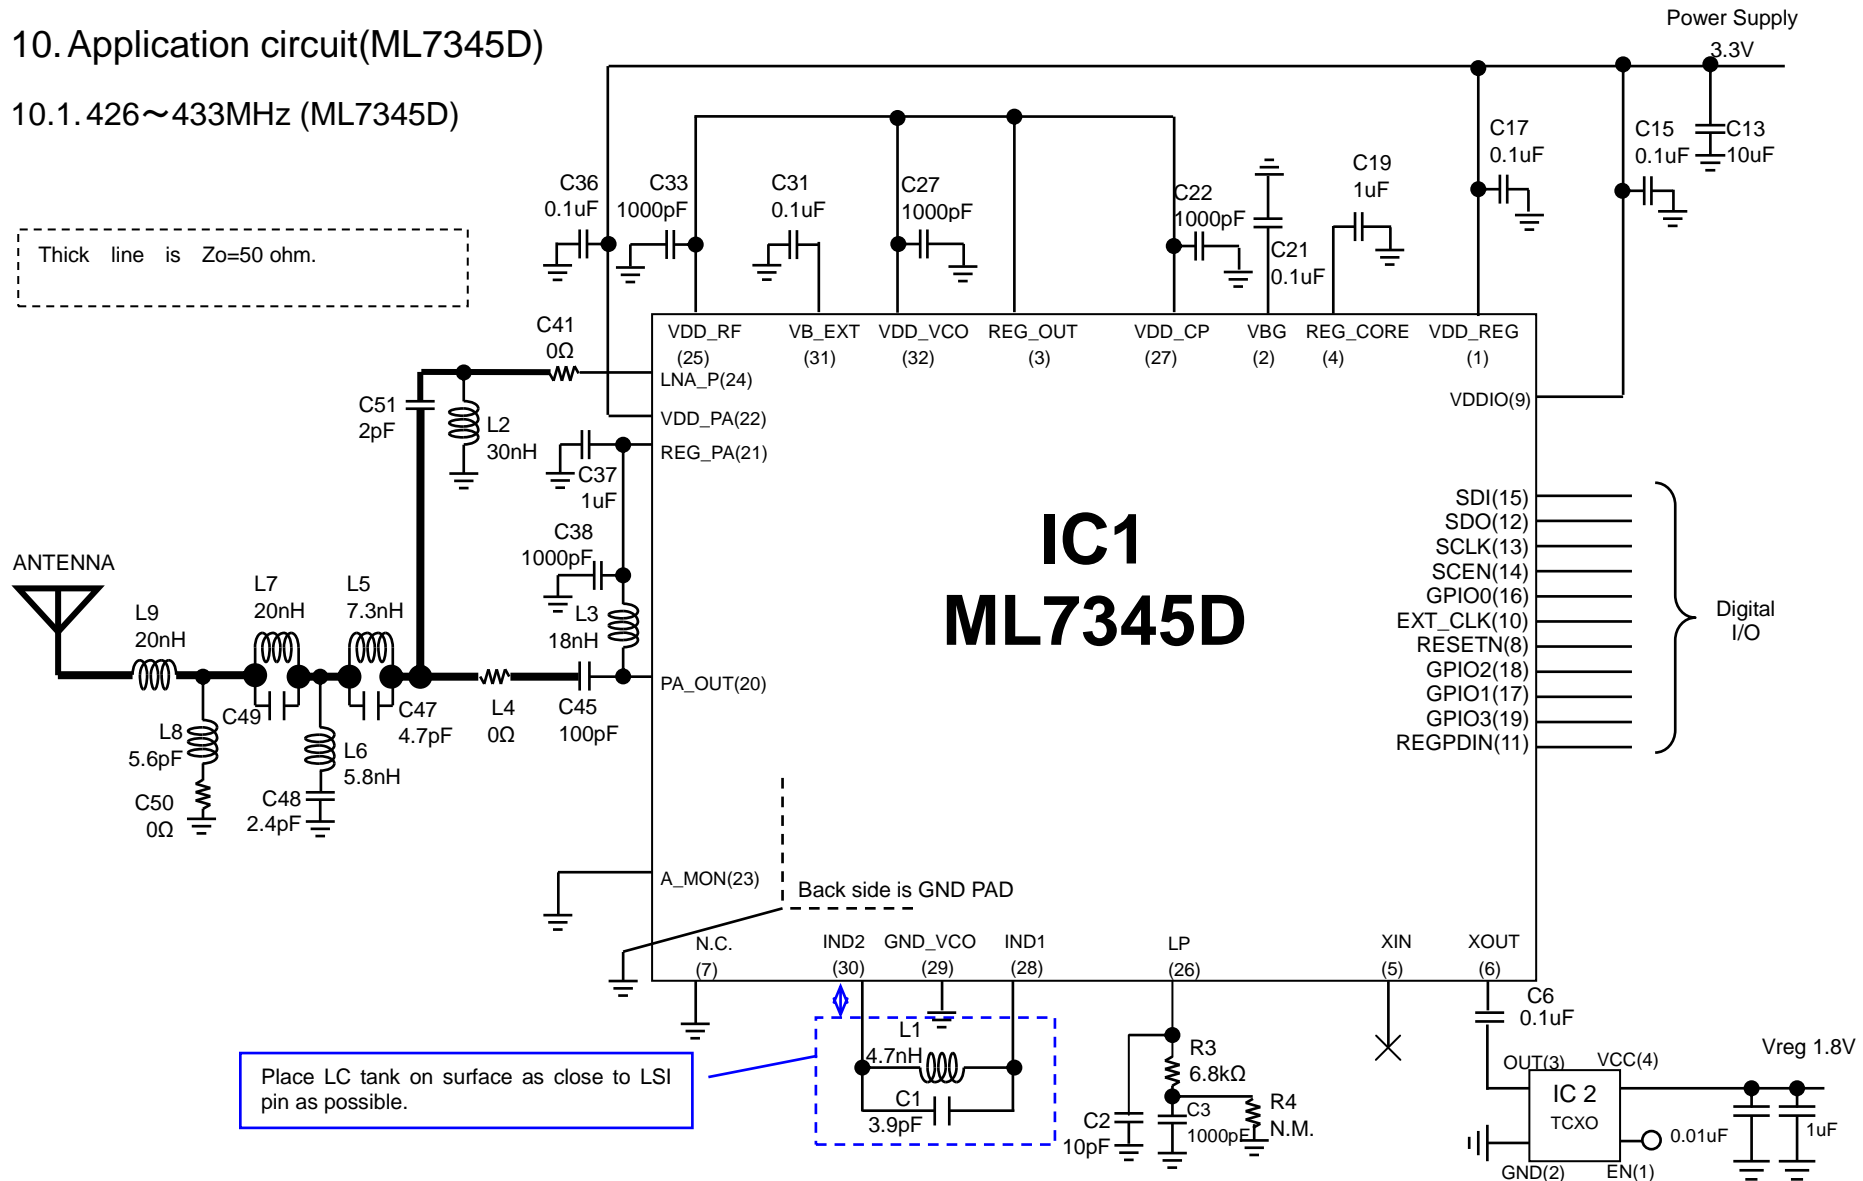 10. Application circuit(ML7345D)
10.1. 426～433MHz (ML7345D)
Power Supply
3.3V
Thick line is Zo=50 ohm.
C36
0.1uF
C33
1000pF
C31
0.1uF
C27
1000pF
C22
1000pF
C21
0.1uF
C19
1uF
C17
0.1uF
C15
0.1uF
C13
10uF
VDD_RF
(25)
VB_EXT
(31)
VDD_VCO
(32)
REG_OUT
(3)
VDD_CP
(27)
VBG
(2)
REG_CORE
(4)
VDD_REG
(1)
C41
0Ω
LNA_P(24)
VDD_PA(22)
REG_PA(21)
VDDIO(9)
C51
2pF
L2
30nH
C37
1uF
C38
1000pF
L3
18nH
IC1
ML7345D
SDI(15)
SDO(12)
SCLK(13)
SCEN(14)
GPIO0(16)
EXT_CLK(10)
RESETN(8)
GPIO2(18)
GPIO1(17)
GPIO3(19)
REGPDIN(11)
Digital
I/O
ANTENNA
L9
20nH
L7
20nH
L5
7.3nH
PA_OUT(20)
C49
C47
4.7pF
L4
0Ω
C45
100pF
L8
5.6pF
L6
5.8nH
C50
0Ω
C48
2.4pF
A_MON(23)
Back side is GND PAD
N.C.
(7)
IND2
(30)
GND_VCO
(29)
IND1
(28)
LP
(26)
XIN
(5)
XOUT
(6)
C6
0.1uF
L1
4.7nH
C1
3.9pF
Place LC tank on surface as close to LSI
pin as possible.
R3
6.8kΩ
C2
10pF
C3
1000pF
R4
N.M.
OUT(3)
VCC(4)
Vreg 1.8V
IC 2
TCXO
0.01uF
1uF
GND(2)
EN(1)